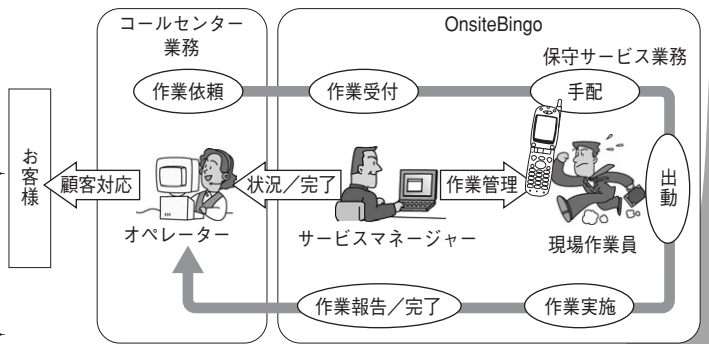 コールセンター
業務
OnsiteBingo
保守サービス業務
作業依頼
作業受付
手配
お客様
顧客対応
状況／完了
作業管理
出動
オペレーター
サービスマネージャー
現場作業員
作業報告／完了
作業実施